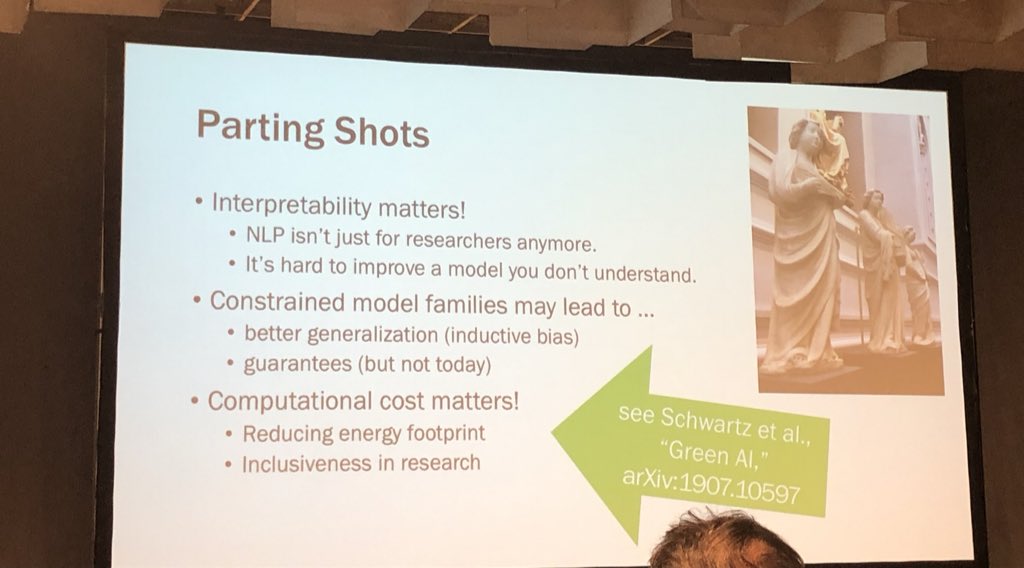 Parting Shots
• Interpretability matters!
• NLP isn't just for researchers anymore.
• It's hard to improve a model you don't understand.
• Constrained model families may lead to ...
• better generalization (inductive bias)
• guarantees (but not today)
• Computational cost matters!
• Reducing energy footprint
• Inclusiveness in research
see Schwartz et al.,
"Green AI,"
arXiv:1907.10597